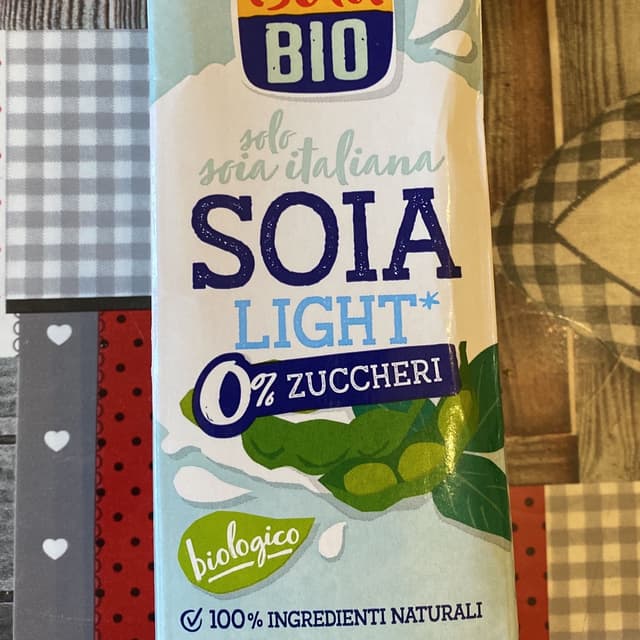 BIO
solo
soia italiana
SOIA
LIGHT*
0% ZUCCHERI
biologico
100% INGREDIENTI NATURALI